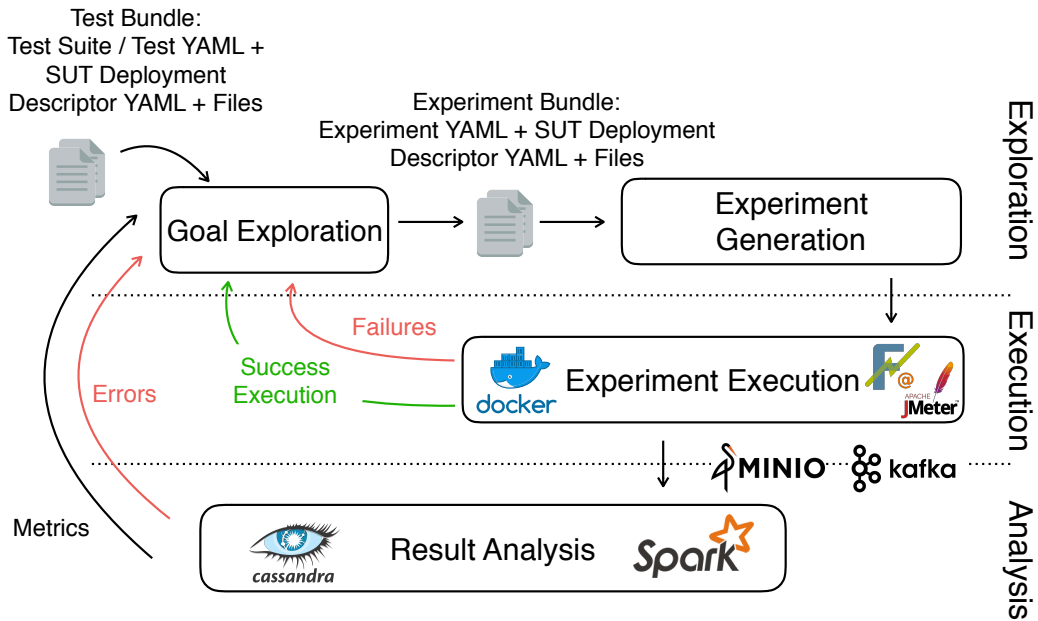 Test Bundle:
Test Suite / Test YAML +
SUT Deployment
Descriptor YAML + Files
Experiment Bundle:
Experiment YAML + SUT Deployment
Descriptor YAML + Files
Exploration
Goal Exploration
Experiment
Generation
Failures
Success
Execution
Errors
docker
Experiment Execution
F
@
APACHE
JMeter
TM
Execution
MINIO
kafka
Metrics
cassandra
Result Analysis
Spark
Analysis